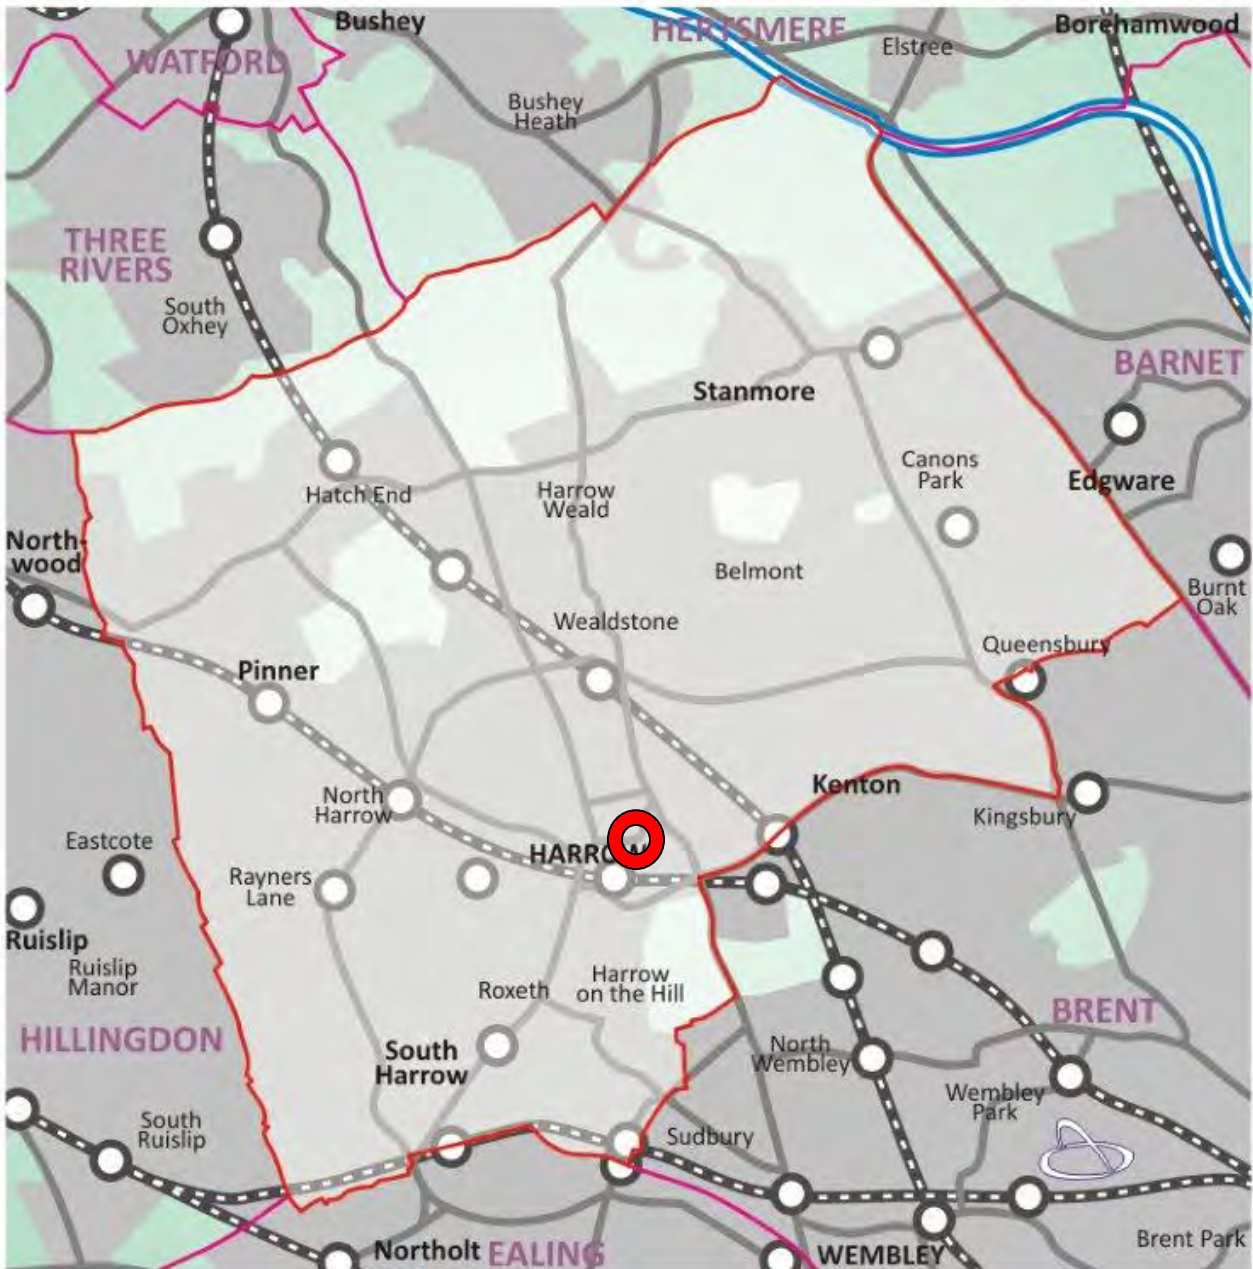 Bushey
HERTSMERE
Borehamwood
Elstree
WATFORD
Bushey
Heath
THREE
RIVERS
South
Oxhey
BARNET
Stanmore
Canons
Park
Edgware
Hatch End
Harrow
Weald
North-
wood
Belmont
Burnt
Oak
Wealdstone
Queensbury
Pinner
Kenton
North
Harrow
Kingsbury
Eastcote
HARROW
Rayners
Lane
Ruislip
Ruislip
Manor
Roxeth
Harrow
on the Hill
BRENT
HILLINGDON
South
Harrow
North
Wembley
Wembley
Park
South
Ruislip
Sudbury
Brent Park
Northolt
EALING
WEMBLEY